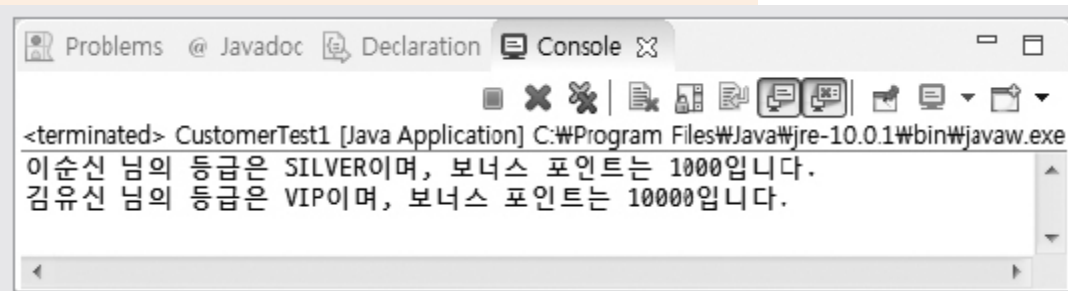 Problems @ Javadoc Declaration Console
<terminated> CustomerTest1 [Java Application] C:₩Program Files₩Java₩jre-10.0.1₩bin₩javaw.exe
이순신 님의 등급은 SILVER이며, 보너스 포인트는 1000입니다.
김유신 님의 등급은 VIP이며, 보너스 포인트는 10000입니다.